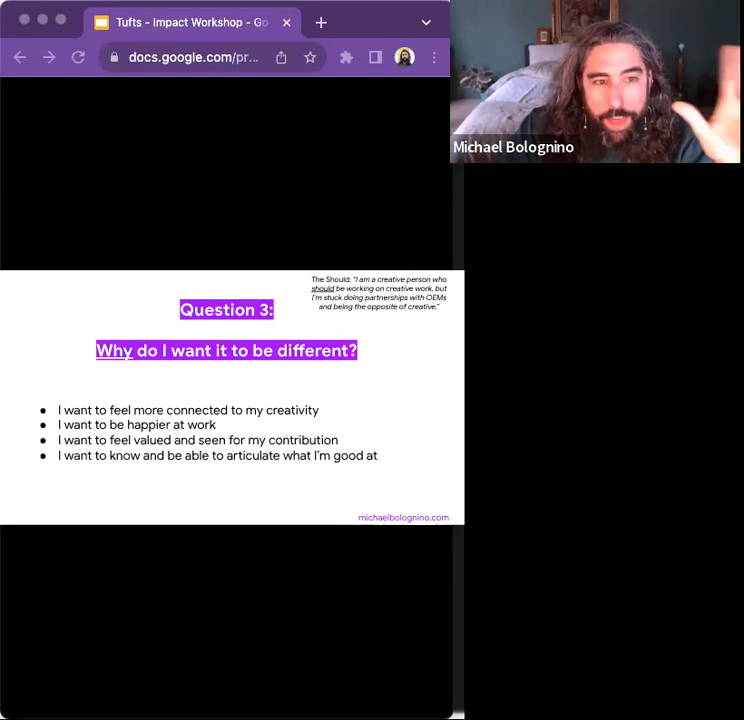 Tufts - Impact Workshop - Go
docs.google.com/pr...
Michael Bolognino
The Should: "I am a creative person who
should be working on creative work, but
I'm stuck doing partnerships with OEMs
and being the opposite of creative."
Question 3:
Why do I want it to be different?
● I want to feel more connected to my creativity
● I want to be happier at work
● I want to feel valued and seen for my contribution
● I want to know and be able to articulate what I'm good at
michaelbolognino.com